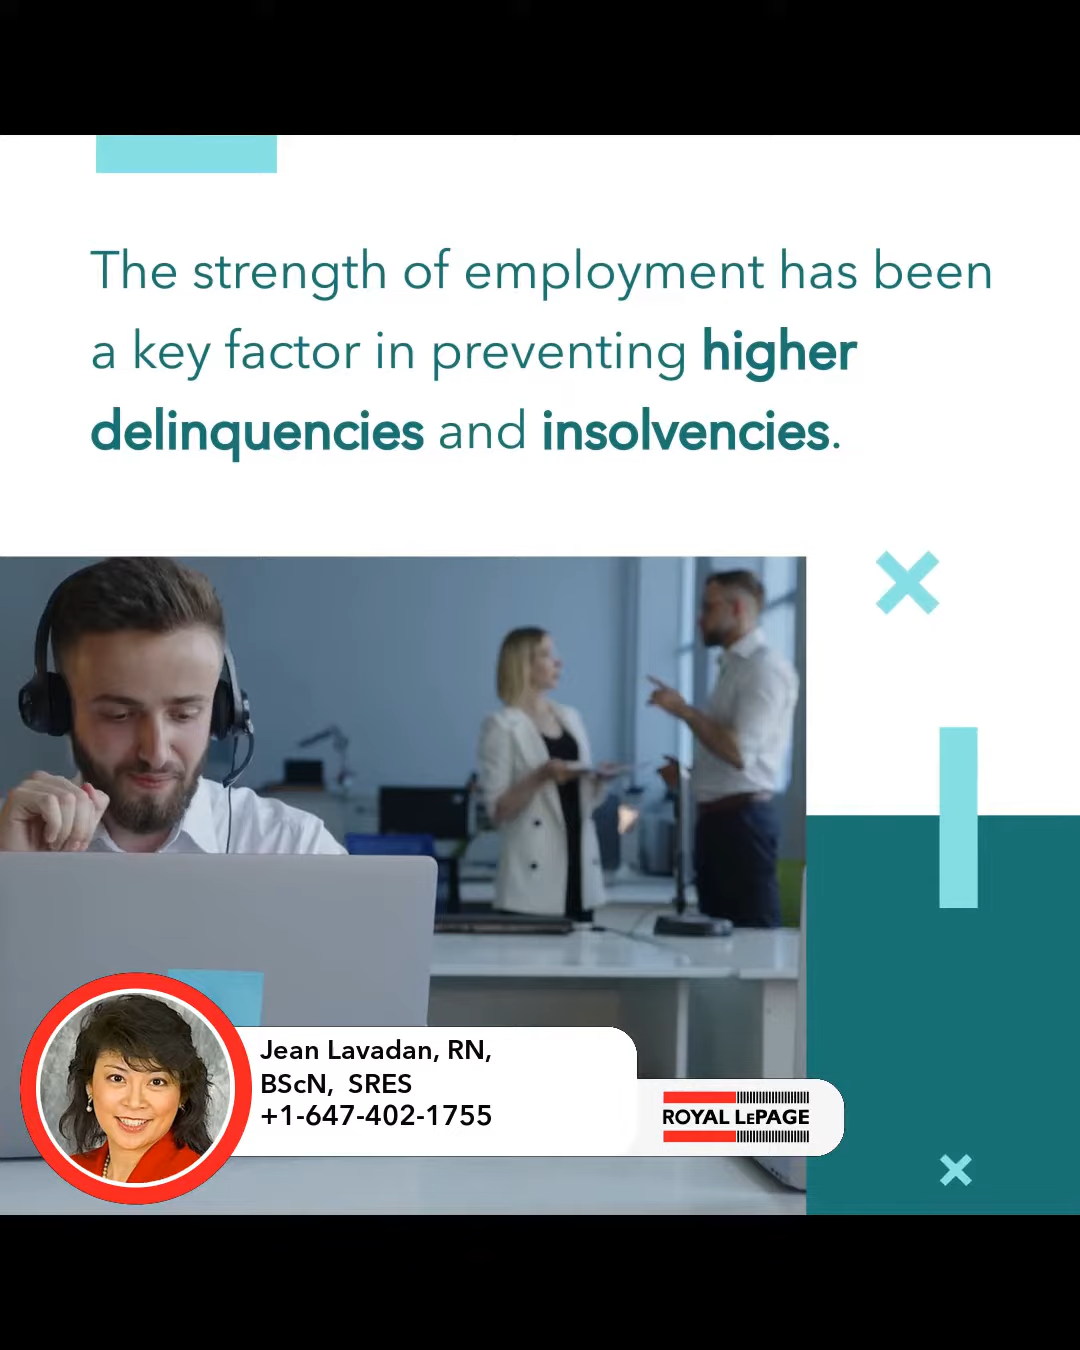 The strength of employment has been
a key factor in preventing higher
delinquencies and insolvencies.
Jean Lavadan, RN,
BScN, SRES
+1-647-402-1755
ROYAL LEPAGE